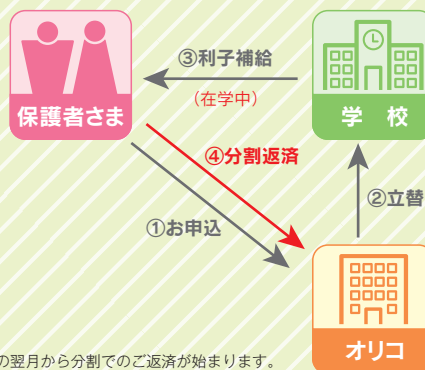 ③利子補給
(在学中)
保護者さま
学 校
④分割返済
②立替
①お申込
オリコ
の翌月から分割でのご返済が始まります。